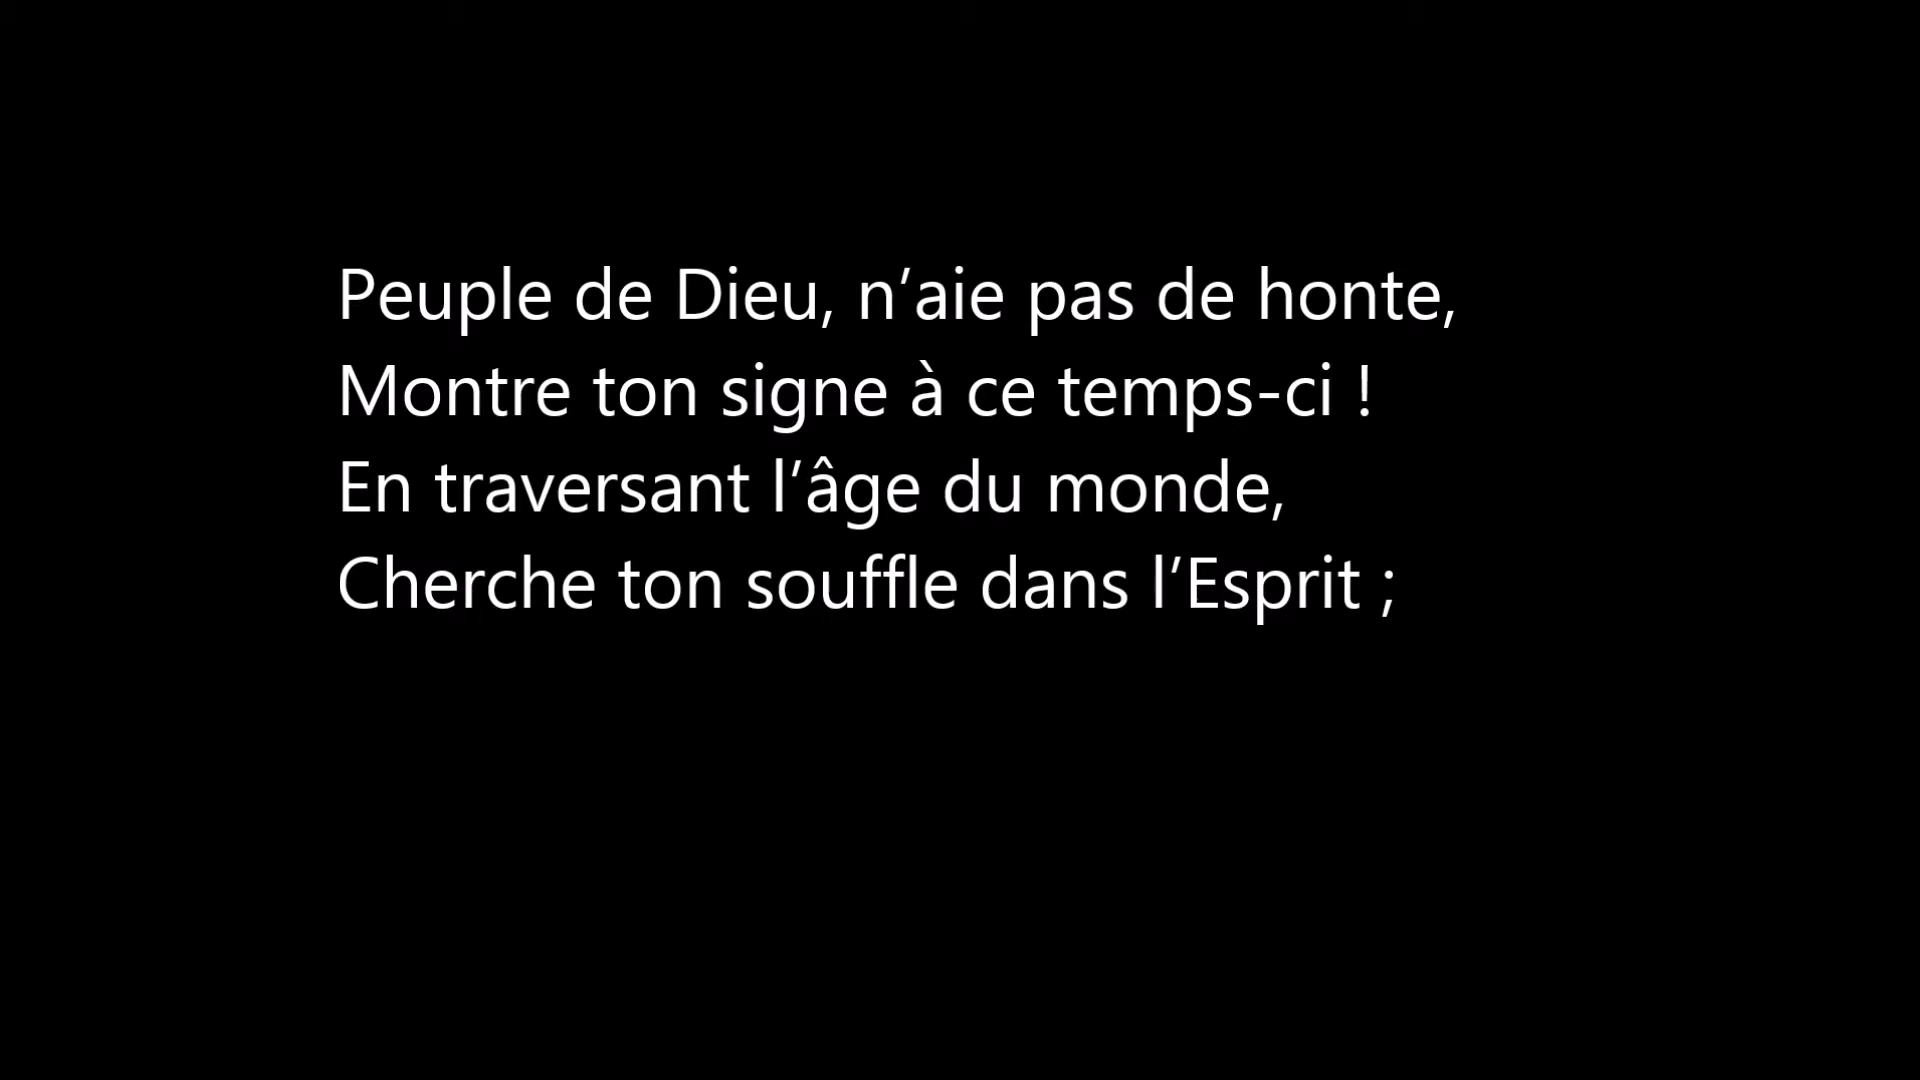 Peuple de Dieu, n’aie pas de honte,
Montre ton signe à ce temps-ci !
En traversant l’âge du monde,
Cherche ton souffle dans l’Esprit ;